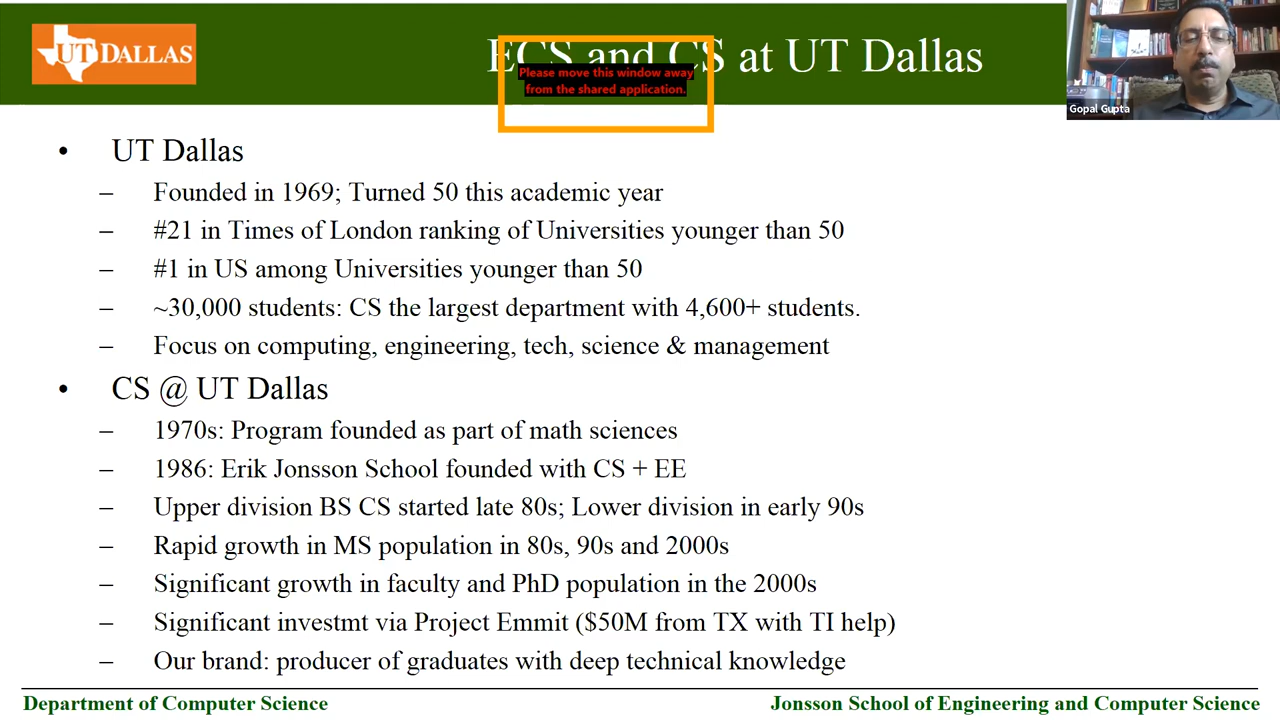 UT DALLAS
ECS and CS at UT Dallas
Please move this window away
from the shared application.
Gopal Gupta
• UT Dallas
– Founded in 1969; Turned 50 this academic year
– #21 in Times of London ranking of Universities younger than 50
– #1 in US among Universities younger than 50
– ~30,000 students: CS the largest department with 4,600+ students.
– Focus on computing, engineering, tech, science & management
• CS @ UT Dallas
– 1970s: Program founded as part of math sciences
– 1986: Erik Jonsson School founded with CS + EE
– Upper division BS CS started late 80s; Lower division in early 90s
– Rapid growth in MS population in 80s, 90s and 2000s
– Significant growth in faculty and PhD population in the 2000s
– Significant investmt via Project Emmit ($50M from TX with TI help)
– Our brand: producer of graduates with deep technical knowledge
Department of Computer Science
Jonsson School of Engineering and Computer Science